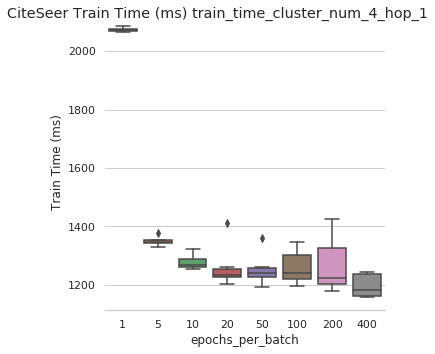 CiteSeer Train Time (ms) train_time_cluster_num_4_hop_1
2000
1800
1600
1400
1200
Train Time (ms)
1 5 10 20 50 100 200 400
epochs_per_batch